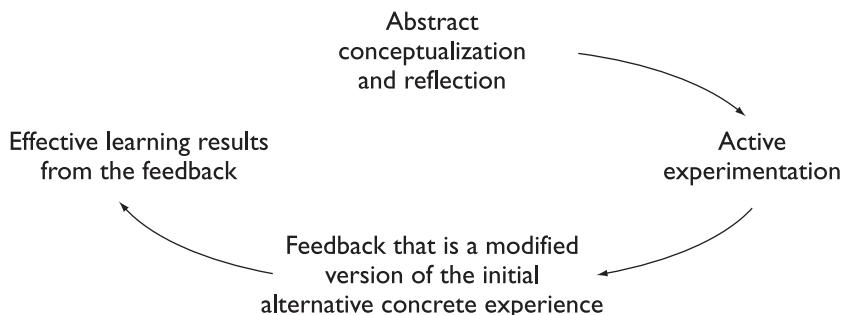 Abstract
conceptualization
and reflection
Effective learning results
from the feedback
Active
experimentation
Feedback that is a modified
version of the initial
alternative concrete experience